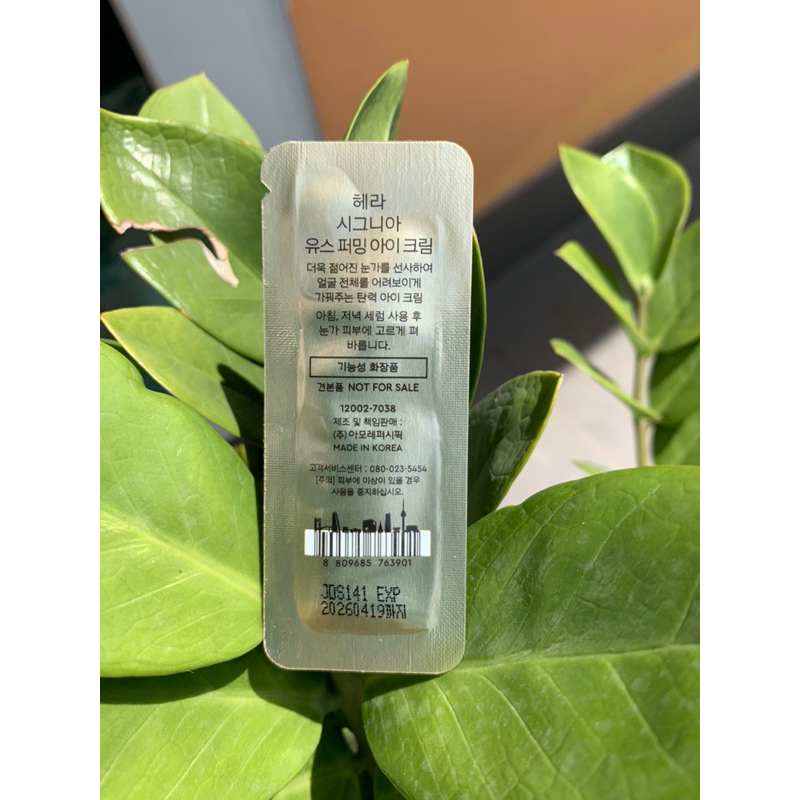 헤라
시그니아
유스 퍼밍 아이 크림
더욱 젊어진 눈가를 선사하여
얼굴 전체를 어려보이게
가꿔주는 탄력 아이 크림
아침, 저녁 세럼 사용 후
눈가 피부에 고르게 펴
바릅니다.
기능성 화장품
견본품 NOT FOR SALE
12002-7038
제조 및 책임판매 :
(주)아모레퍼시픽
MADE IN KOREA
고객서비스센터 : 080-023-5454
[주의] 피부에 이상이 있을 경우
사용을 중지하십시오.
8 809685 763901
JDS141 EXP
20260419까지